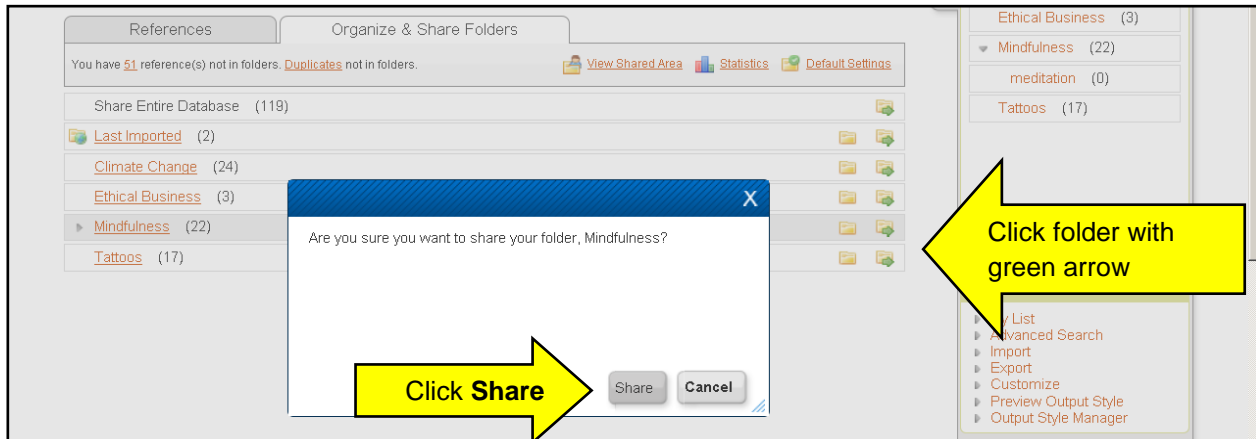 References
Organize & Share Folders
You have 51 reference(s) not in folders. Duplicates not in folders.
View Shared Area
Statistics
Default Settings
Share Entire Database (119)
Last Imported (2)
Climate Change (24)
Ethical Business (3)
Mindfulness (22)
Tattoos (17)
X
Are you sure you want to share your folder, Mindfulness?
Click Share
Share
Cancel
Ethical Business (3)
Mindfulness (22)
meditation (0)
Tattoos (17)
Click folder with
green arrow
List
Advanced Search
Import
Export
Customize
Preview Output Style
Output Style Manager